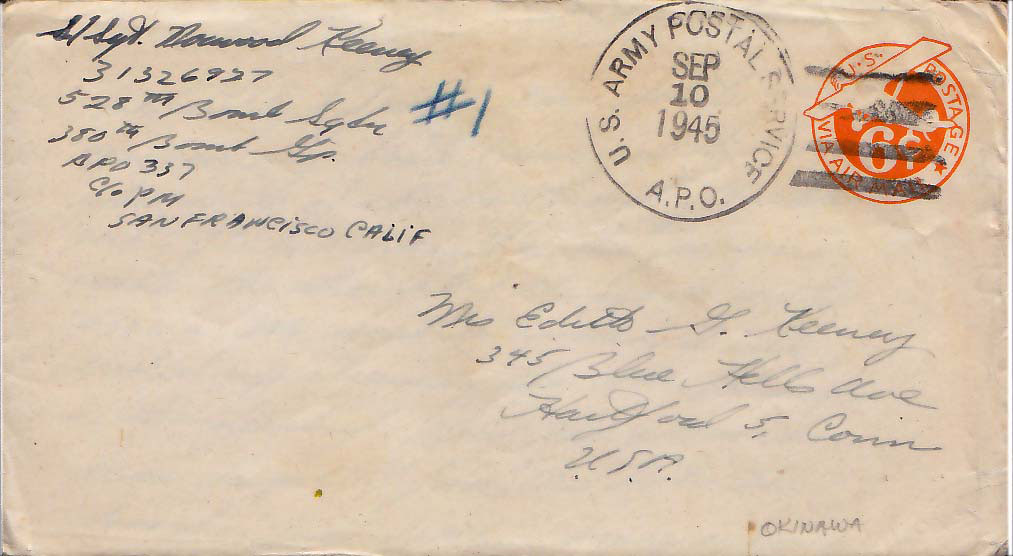 S/Sgt. Norwood Keeney
31326927
528th Bomb Sqdn
380th Bomb Gp.
APO 337
C/o PM
SAN FRANCISCO CALIF
#1
U.S. ARMY POSTAL SERVICE
SEP
10
1945
A.P.O.
U.S. POSTAGE
6¢
VIA AIR MAIL
Mrs Edith G. Keeney
345 Blue Hills Ave
Hartford 5, Conn
U.S.A.
OKINAWA